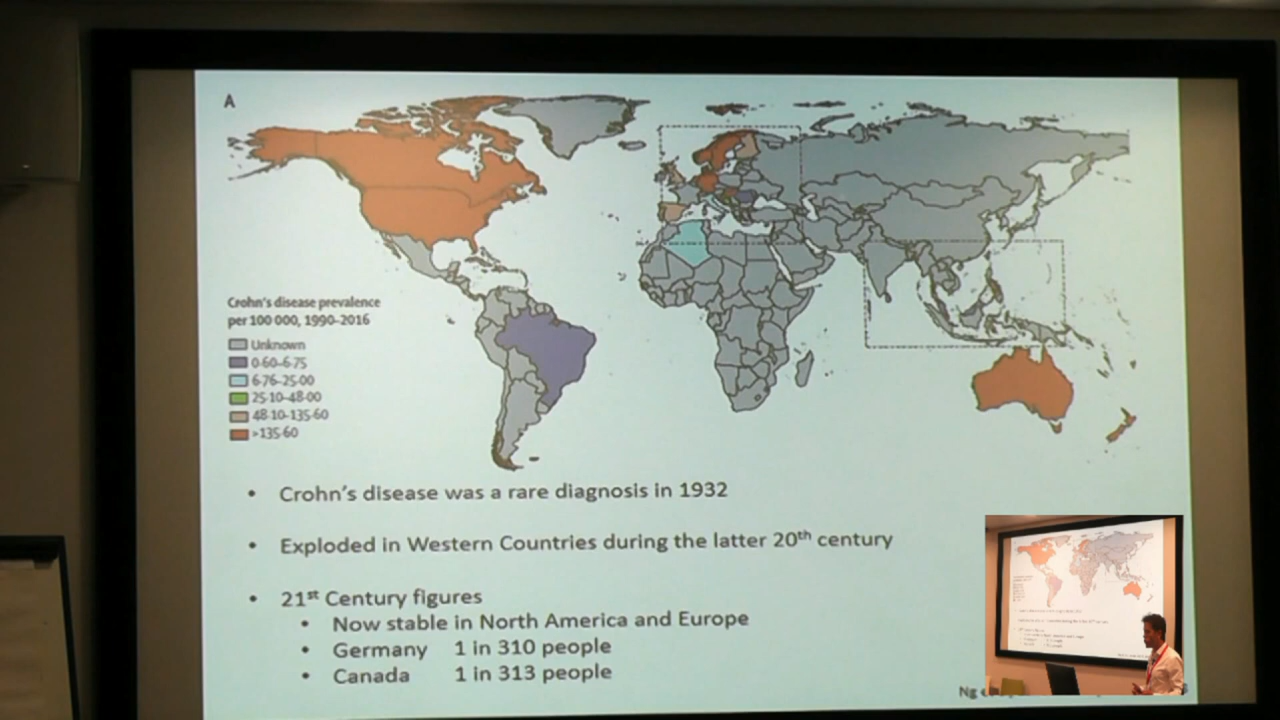 A
Crohn's disease prevalence
per 100 000, 1990–2016
Unknown
0·60–6·75
6·76–25·00
25·10–48·00
48·10–135·60
>135·60
• Crohn's disease was a rare diagnosis in 1932
• Exploded in Western Countries during the latter 20th century
• 21st Century figures
• Now stable in North America and Europe
• Germany 1 in 310 people
• Canada 1 in 313 people
Ng